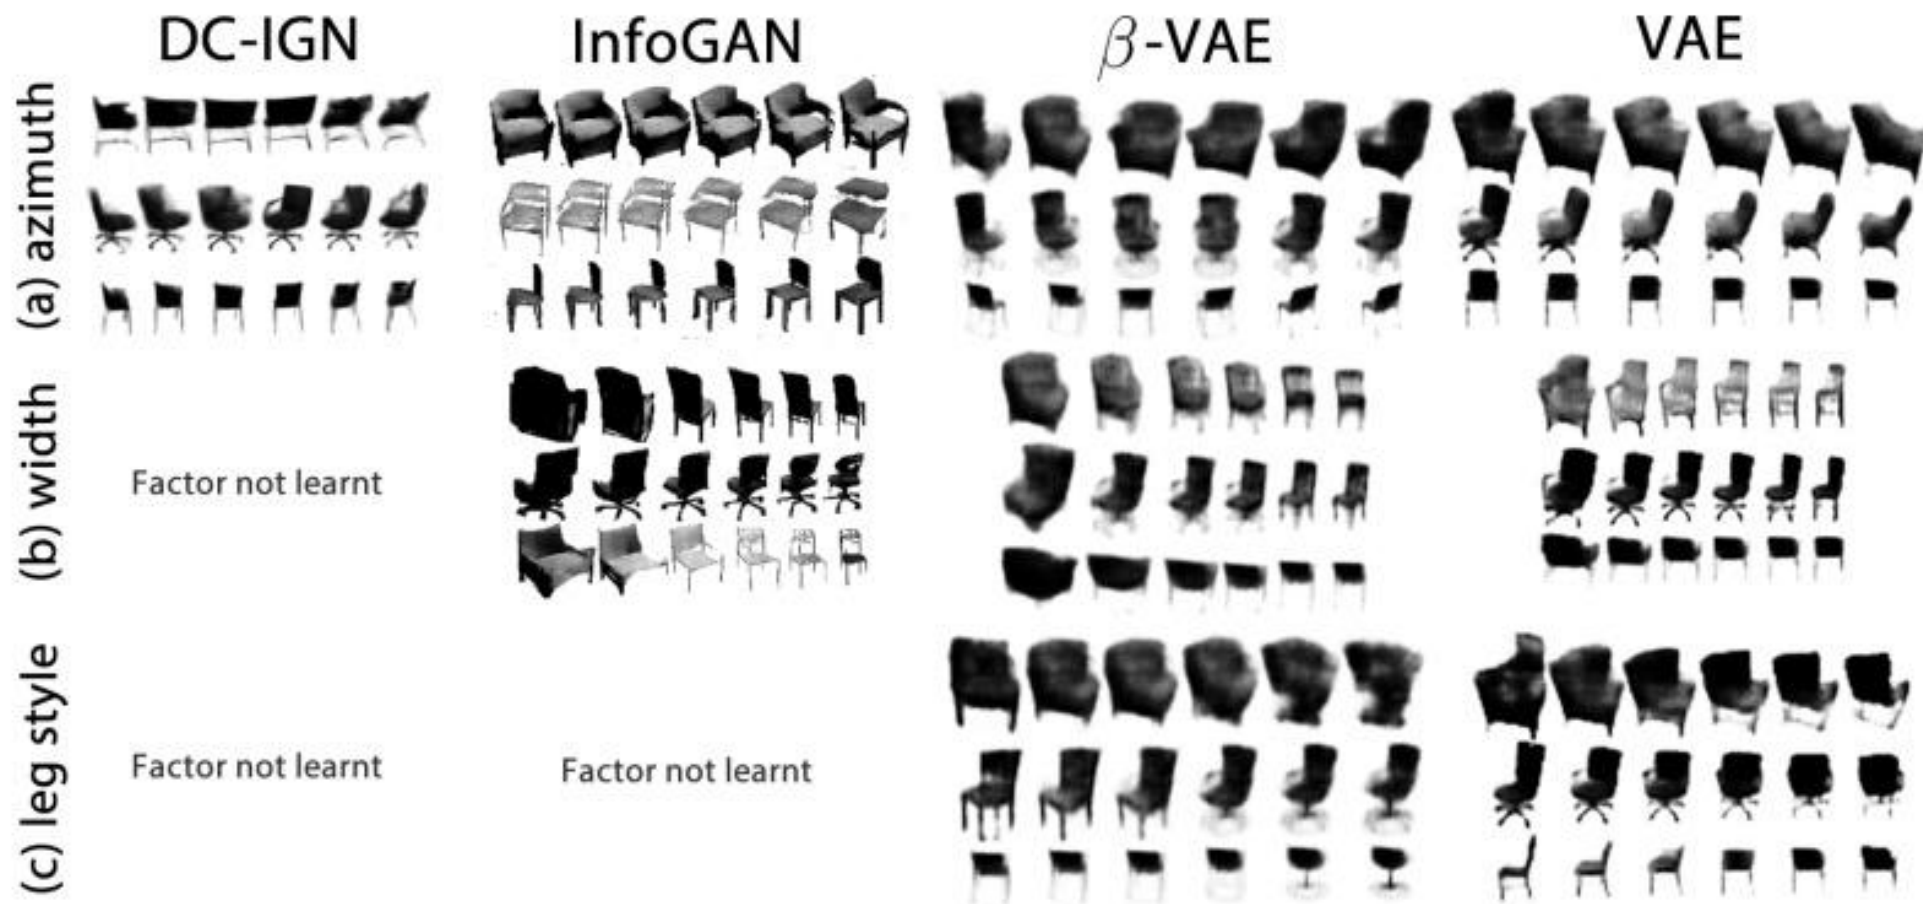 DC-IGN InfoGAN β-VAE VAE
(a) azimuth
(b) width
Factor not learnt
(c) leg style
Factor not learnt
Factor not learnt